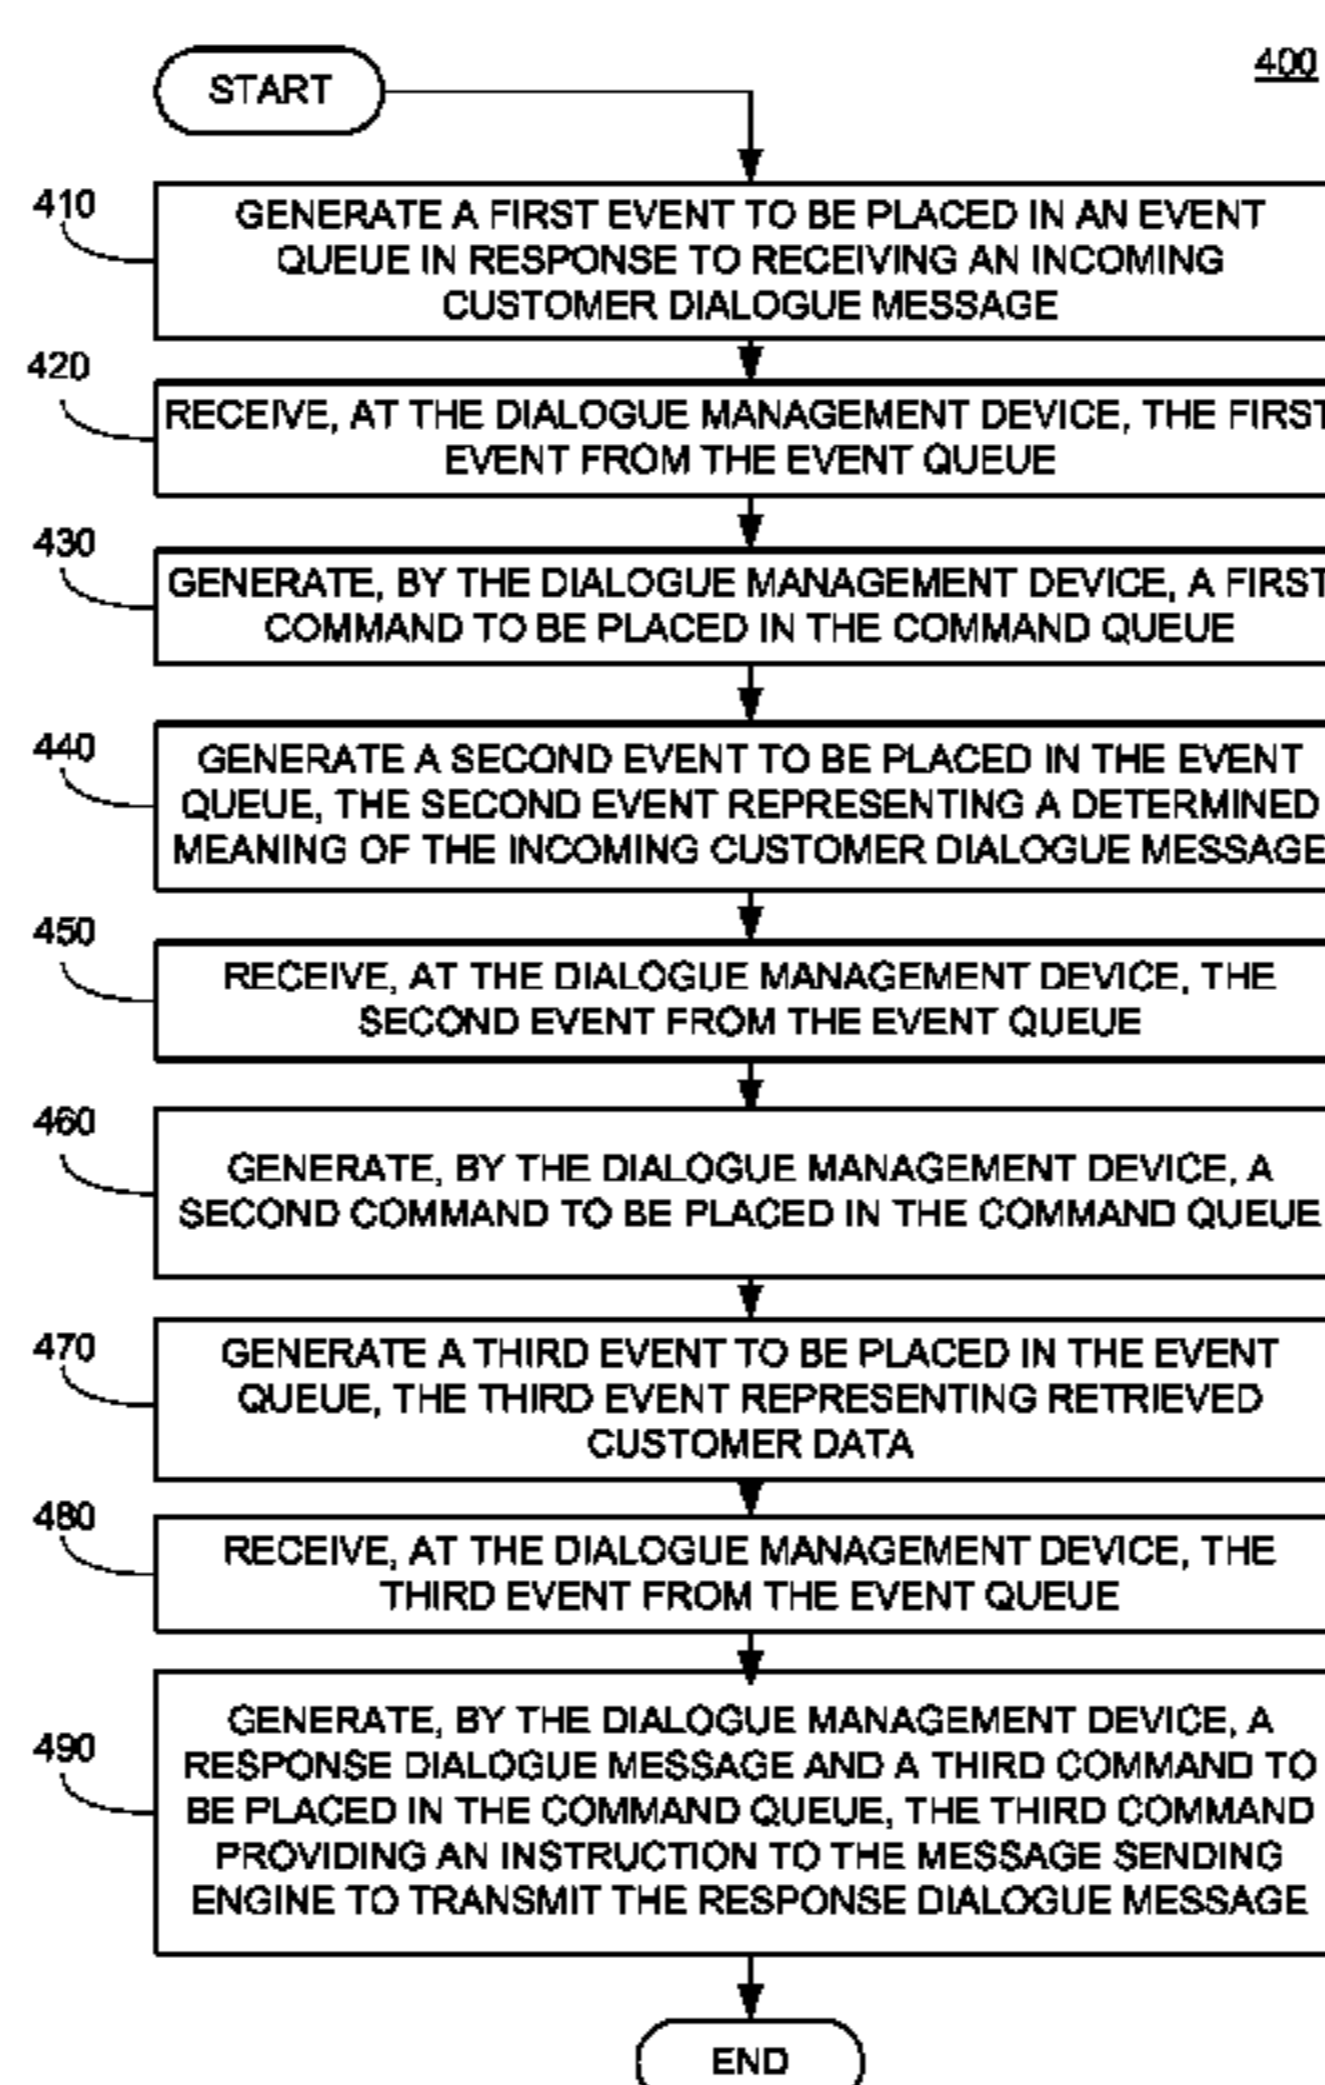 START
400
410
GENERATE A FIRST EVENT TO BE PLACED IN AN EVENT
QUEUE IN RESPONSE TO RECEIVING AN INCOMING
CUSTOMER DIALOGUE MESSAGE
420
RECEIVE, AT THE DIALOGUE MANAGEMENT DEVICE, THE FIRST
EVENT FROM THE EVENT QUEUE
430
GENERATE, BY THE DIALOGUE MANAGEMENT DEVICE, A FIRST
COMMAND TO BE PLACED IN THE COMMAND QUEUE
440
GENERATE A SECOND EVENT TO BE PLACED IN THE EVENT
QUEUE, THE SECOND EVENT REPRESENTING A DETERMINED
MEANING OF THE INCOMING CUSTOMER DIALOGUE MESSAGE
450
RECEIVE, AT THE DIALOGUE MANAGEMENT DEVICE, THE
SECOND EVENT FROM THE EVENT QUEUE
460
GENERATE, BY THE DIALOGUE MANAGEMENT DEVICE, A
SECOND COMMAND TO BE PLACED IN THE COMMAND QUEUE
470
GENERATE A THIRD EVENT TO BE PLACED IN THE EVENT
QUEUE, THE THIRD EVENT REPRESENTING RETRIEVED
CUSTOMER DATA
480
RECEIVE, AT THE DIALOGUE MANAGEMENT DEVICE, THE
THIRD EVENT FROM THE EVENT QUEUE
490
GENERATE, BY THE DIALOGUE MANAGEMENT DEVICE, A
RESPONSE DIALOGUE MESSAGE AND A THIRD COMMAND TO
BE PLACED IN THE COMMAND QUEUE, THE THIRD COMMAND
PROVIDING AN INSTRUCTION TO THE MESSAGE SENDING
ENGINE TO TRANSMIT THE RESPONSE DIALOGUE MESSAGE
END